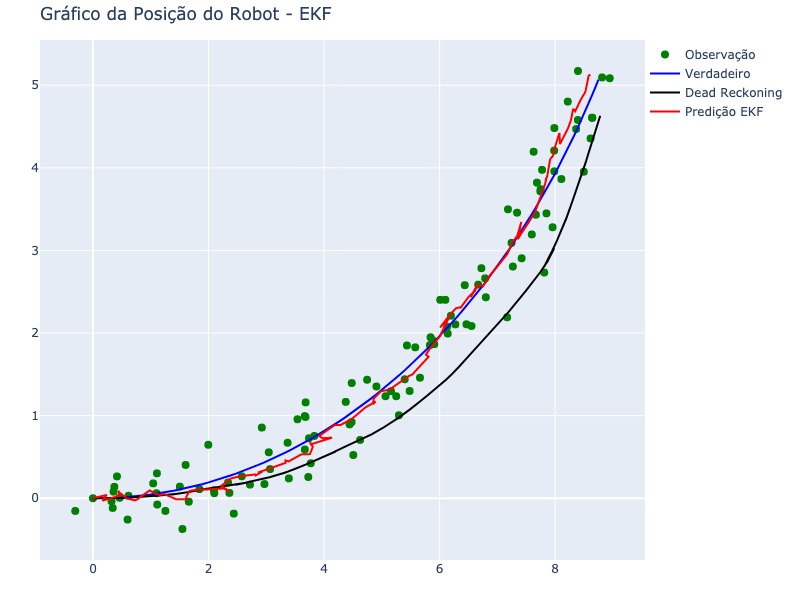 Gráfico da Posição do Robot - EKF
Observação
Verdadeiro
Dead Reckoning
Predição EKF
5
4
3
2
1
0
0 2 4 6 8